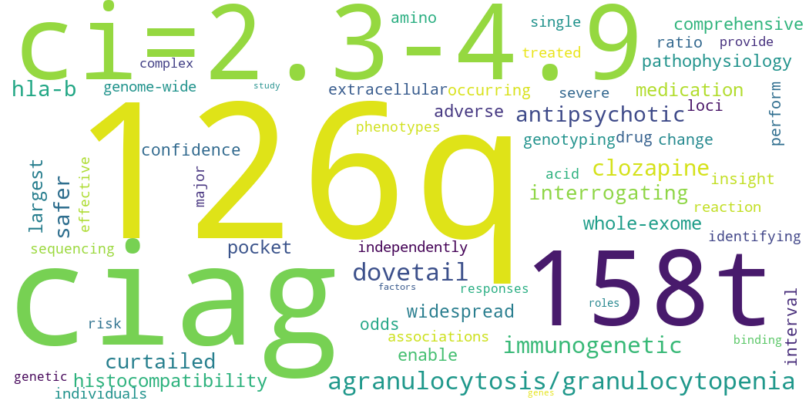 ci=2.3-4.9
amino
single
comprehensive
complex
treated
ratio
provide
pathophysiology
hla-b
genome-wide
study
extracellular
occurring
severe
medication
adverse
antipsychotic
loci
perform
126q
phenotypes
confidence
genotyping
drug
change
largest
safer
effective
major
acid
clozapine
insight
interrogating
reaction
whole-exome
identifying
sequencing
pocket
independently
ciag
dovetail
factors
responses
158t
roles
interval
risk
widespread
odds
associations
binding
curtailed
enable
immunogenetic
genetic
histocompatibility
agranulocytosis/granulocytopenia
individuals
genes